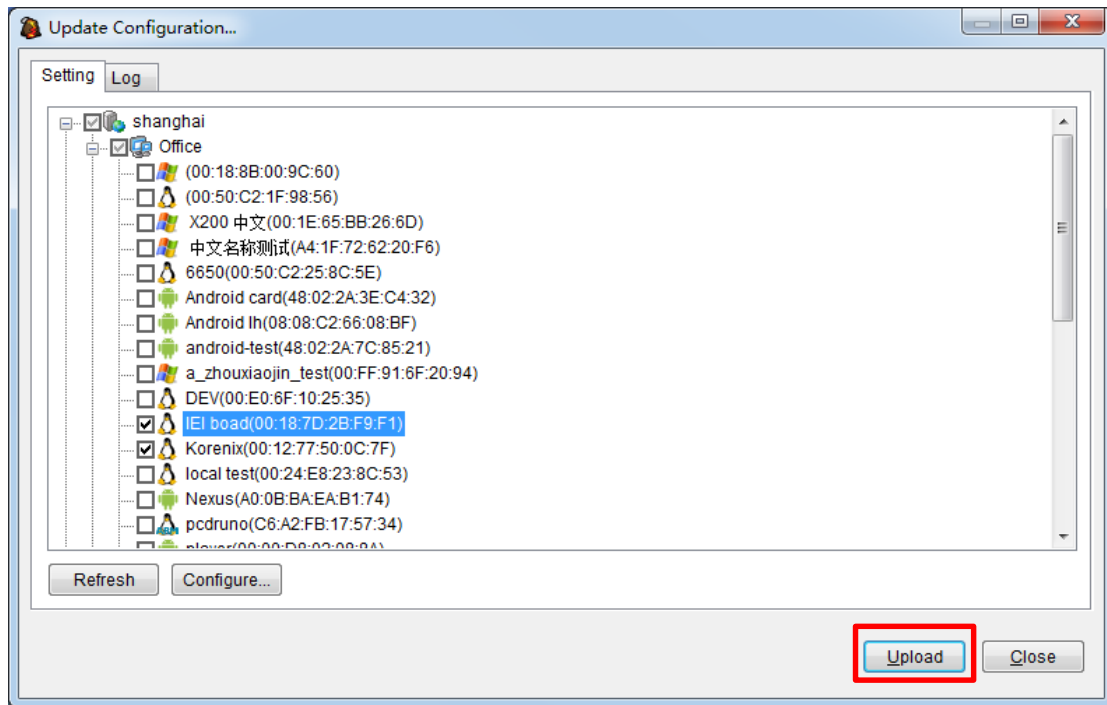 Update Configuration...
Setting Log
shanghai
Office
(00:18:8B:00:9C:60)
(00:50:C2:1F:98:56)
X200 中文(00:1E:65:BB:26:6D)
中文名称测试(A4:1F:72:62:20:F6)
6650(00:50:C2:25:8C:5E)
Android card(48:02:2A:3E:C4:32)
Android lh(08:08:C2:66:08:BF)
android-test(48:02:2A:7C:85:21)
a_zhouxiaojin_test(00:FF:91:6F:20:94)
DEV(00:E0:6F:10:25:35)
IEI boad(00:18:7D:2B:F9:F1)
Korenix(00:12:77:50:0C:7F)
local test(00:24:E8:23:8C:53)
Nexus(A0:0B:BA:EA:B1:74)
pcdruno(C6:A2:FB:17:57:34)
Refresh Configure...
Upload Close